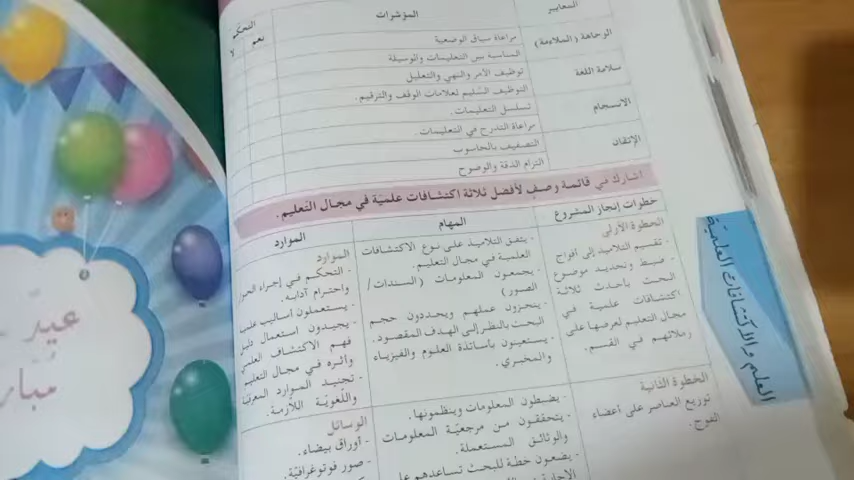 المعايير
المؤشرات
التحكم
نعم
لا
الوجاهة (الملاءمة)
مراعاة سياق الوضعية
المناسبة بين التعليمات والوسيلة
سلامة اللغة
توظيف الأمر والنهي والتعليل
التوظيف السليم لعلامات الوقف والترقيم.
الانسجام
تسلسل التعليمات.
مراعاة التدرج في التعليمات.
الإتقان
التصفيف بالحاسوب
التزام الدقة والوضوح
أشارك في قائمة وصف لأفضل ثلاثة اكتشافات علمية في مجال التعليم.
خطوات إنجاز المشروع
المهام
الموارد
الخطوة الأولى
- تقسيم التلاميذ إلى أفواج
- ضبط وتحديد موضوع
البحث بأحدث ثلاثة
اكتشافات علمية في
مجال التعليم لعرضها على
زملائهم في القسم.
- يتفق التلاميذ على نوع الاكتشافات
العلمية في مجال التعليم.
- يجمعون المعلومات (السندات/
الصور)
- ينجزون عملهم ويحددون حجم
البحث بالنظر إلى الهدف المقصود.
- يستعينون بأساتذة العلوم والفيزياء
والمخبري.
الموارد
- التحكم في إجراء الحوار
واحترام آدابه.
- يستعملون أساليب علمية
- يجيدون استعمال دليل
فهم الاكتشاف العلمي
وأثره في مجال التعليم
- تجنيد الموارد المعرفية
واللغوية اللازمة.
الخطوة الثانية
توزيع العناصر على أعضاء
الفوج.
- يضبطون المعلومات وينظمونها.
- يتحققون من مرجعية المعلومات
والوثائق المستعملة.
- يضعون خطة للبحث تساعدهم على
الوسائل
- أوراق بيضاء.
- صور فوتوغرافية.
العلم والاكتشافات العلمية
عيد
مبار